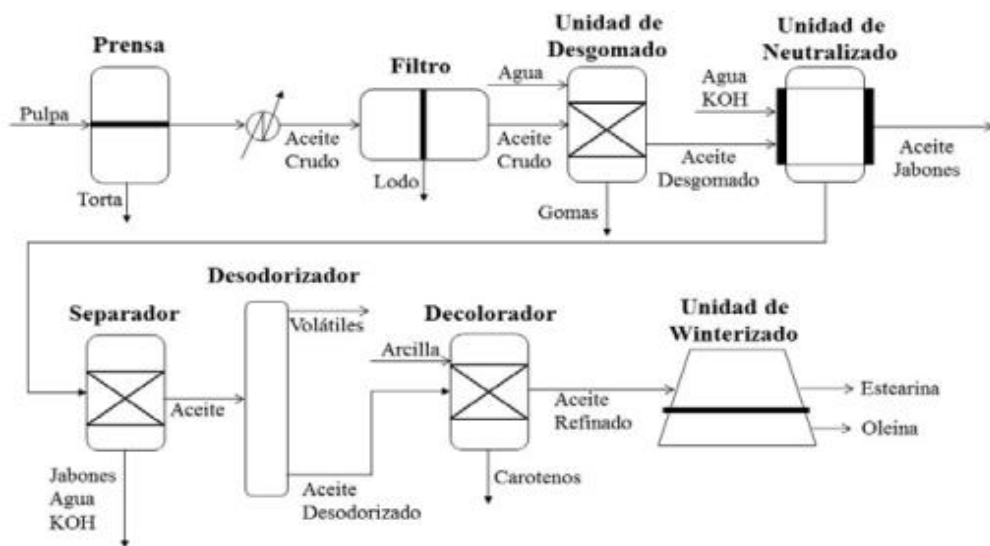 Prensa
Pulpa
Torta
Aceite
Crudo
Filtro
Lodo
Agua
Aceite
Crudo
Unidad de
Desgomado
Gomas
Aceite
Desgomado
Unidad de
Neutralizado
Agua
KOH
Aceite
Jabones
Separador
Jabones
Agua
KOH
Aceite
Desodorizador
Volátiles
Aceite
Desodorizado
Decolorador
Arcilla
Carotenos
Aceite
Refinado
Unidad de
Winterizado
Estearina
Oleina